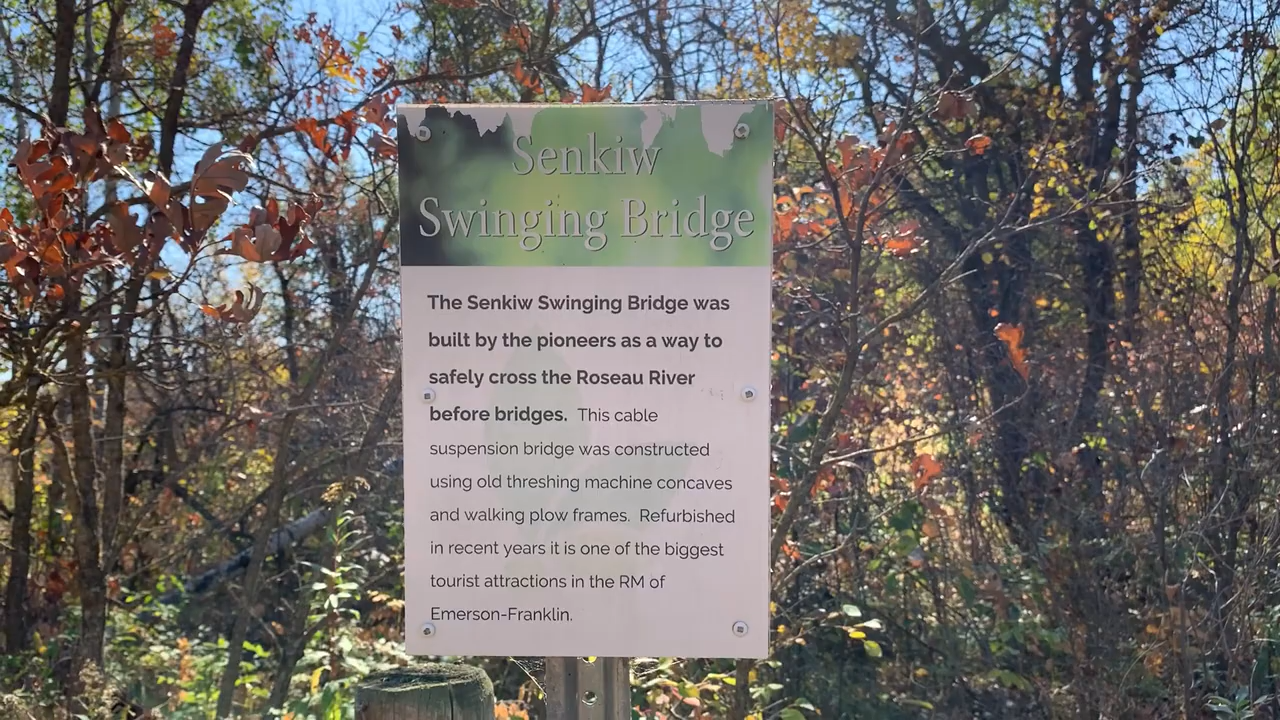 Senkiw
Swinging Bridge
The Senkiw Swinging Bridge was
built by the pioneers as a way to
safely cross the Roseau River
before bridges.  This cable
suspension bridge was constructed
using old threshing machine concaves
and walking plow frames.  Refurbished
in recent years it is one of the biggest
tourist attractions in the RM of
Emerson-Franklin.